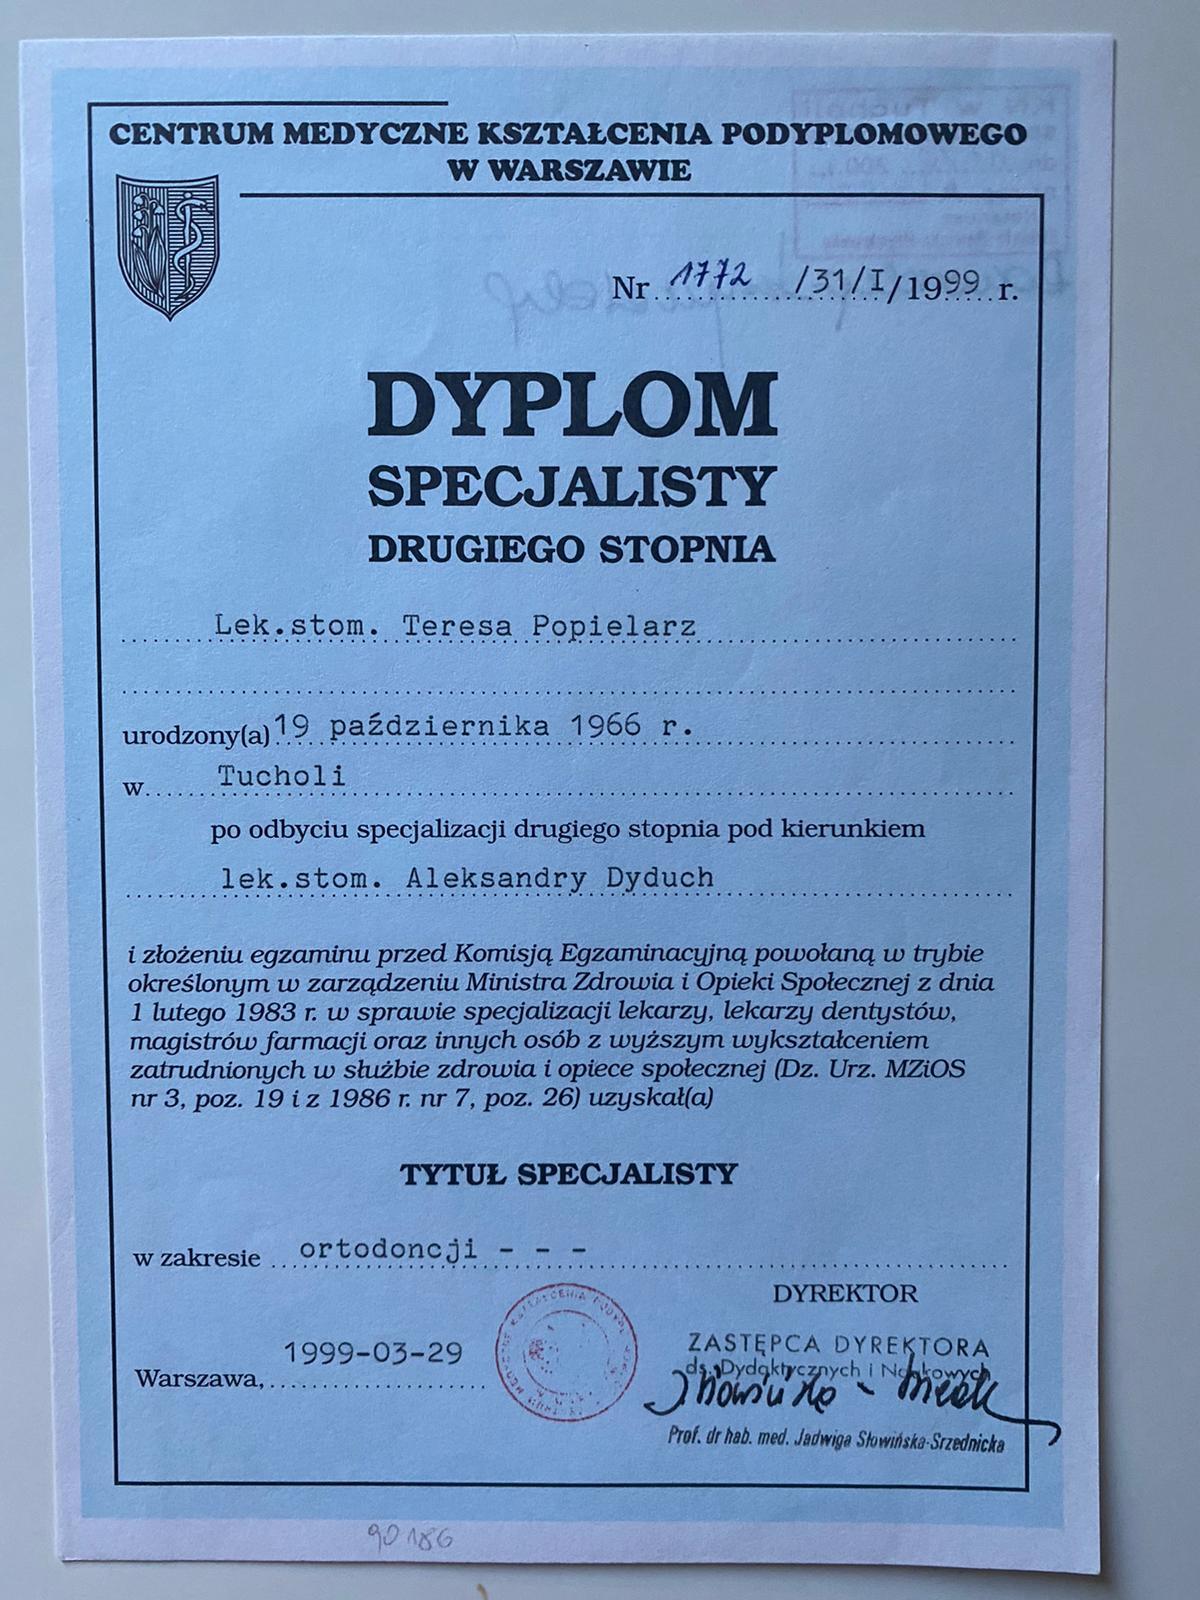 CENTRUM MEDYCZNE KSZTAŁCENIA PODYPLOMOWEGO
W WARSZAWIE
Nr 1772 /31/I/1999 r.
DYPLOM
SPECJALISTY
DRUGIEGO STOPNIA
Lek.stom. Teresa Popielarz
urodzony(a) 19 października 1966 r.
w Tucholi
po odbyciu specjalizacji drugiego stopnia pod kierunkiem
lek.stom. Aleksandry Dyduch
i złożeniu egzaminu przed Komisją Egzaminacyjną powołaną w trybie
określonym w zarządzeniu Ministra Zdrowia i Opieki Społecznej z dnia
1 lutego 1983 r. w sprawie specjalizacji lekarzy, lekarzy dentystów,
magistrów farmacji oraz innych osób z wyższym wykształceniem
zatrudnionych w służbie zdrowia i opiece społecznej (Dz. Urz. MZiOS
nr 3, poz. 19 i z 1986 r. nr 7, poz. 26) uzyskał(a)
TYTUŁ SPECJALISTY
w zakresie ortodoncji - - -
DYREKTOR
ZASTĘPCA DYREKTORA
ds. Dydaktycznych i Naukowych
Warszawa, 1999-03-29
Prof. dr hab. med. Jadwiga Słowińska-Srzednicka
90186